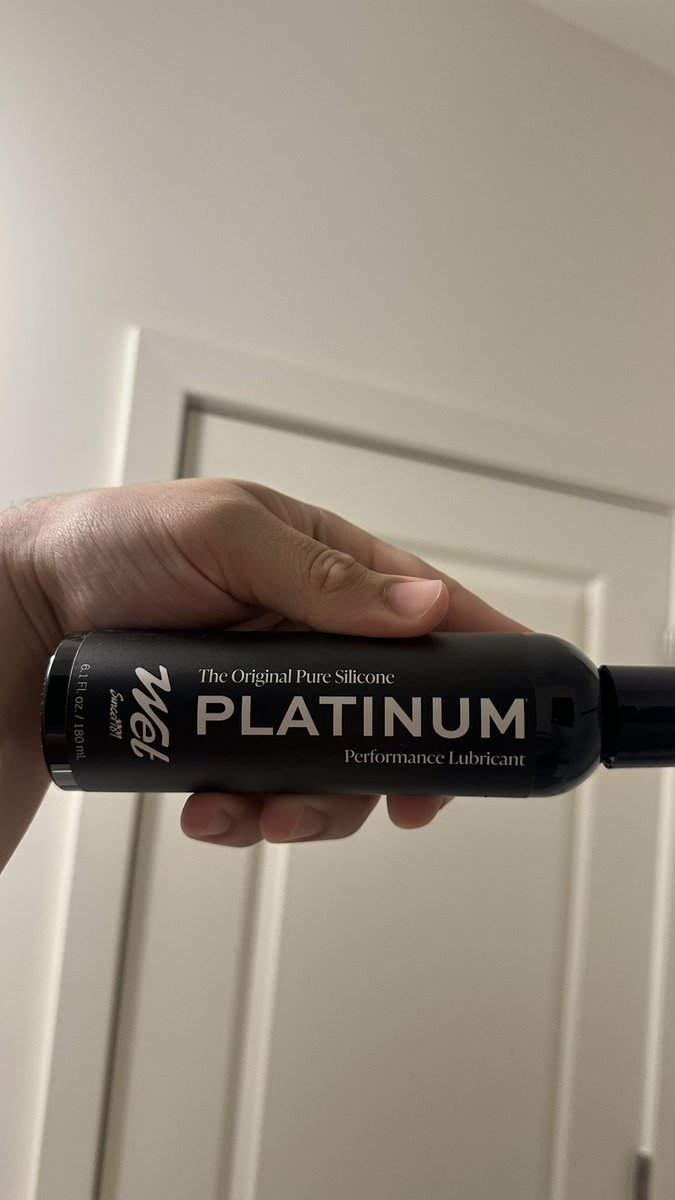 The Original Pure Silicone
PLATINUM
Performance Lubricant
Wet
6.1 Fl. oz. / 180 mL